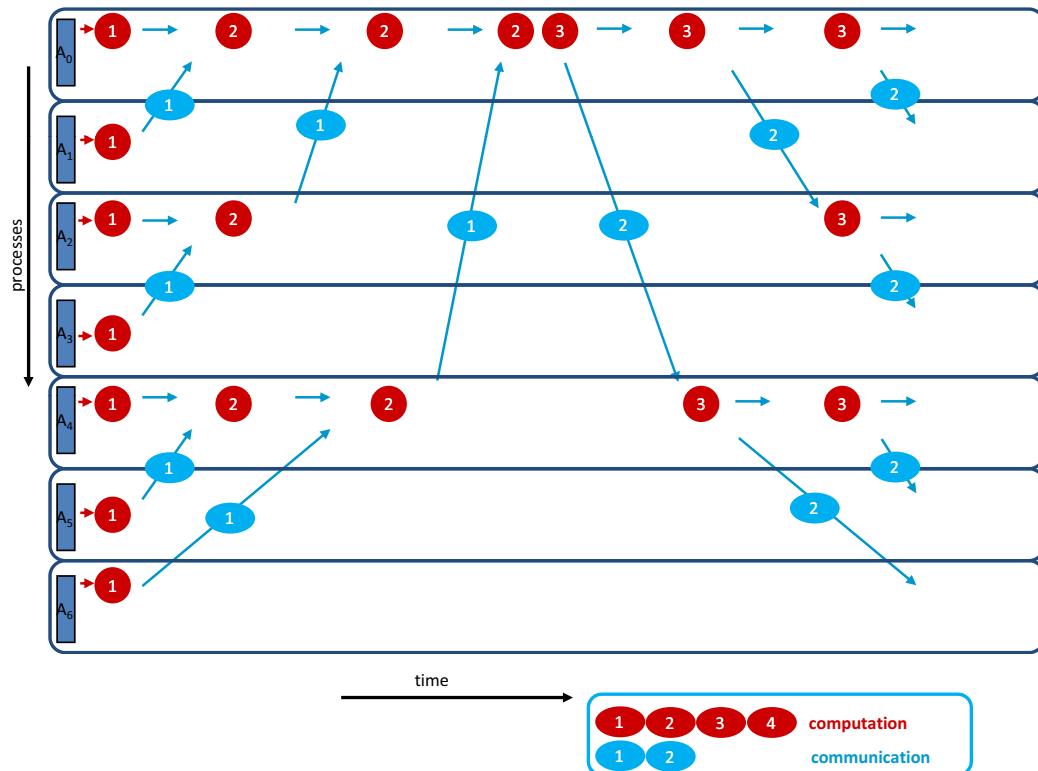 A0 1 2 2 2 3 3 3
1 1 2 2
A1 1
A2 1 2 1 2 3
1 2
A3 1
A4 1 2 2 3 3
1 2
A5 1 1 2
A6 1
processes
time
1 2 3 4 computation
1 2 communication